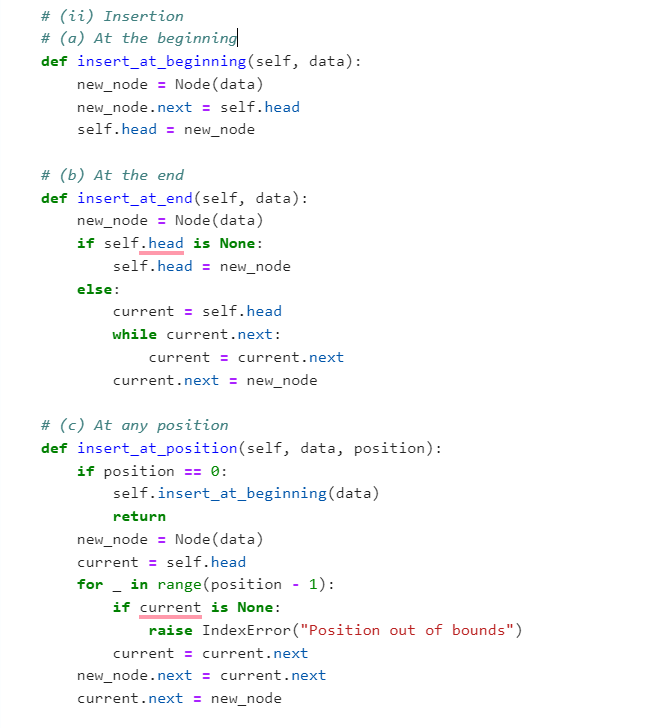 # (ii) Insertion
# (a) At the beginning
def insert_at_beginning(self, data):
    new_node = Node(data)
    new_node.next = self.head
    self.head = new_node

# (b) At the end
def insert_at_end(self, data):
    new_node = Node(data)
    if self.head is None:
        self.head = new_node
    else:
        current = self.head
        while current.next:
            current = current.next
        current.next = new_node

# (c) At any position
def insert_at_position(self, data, position):
    if position == 0:
        self.insert_at_beginning(data)
        return
    new_node = Node(data)
    current = self.head
    for _ in range(position - 1):
        if current is None:
            raise IndexError("Position out of bounds")
        current = current.next
    new_node.next = current.next
    current.next = new_node